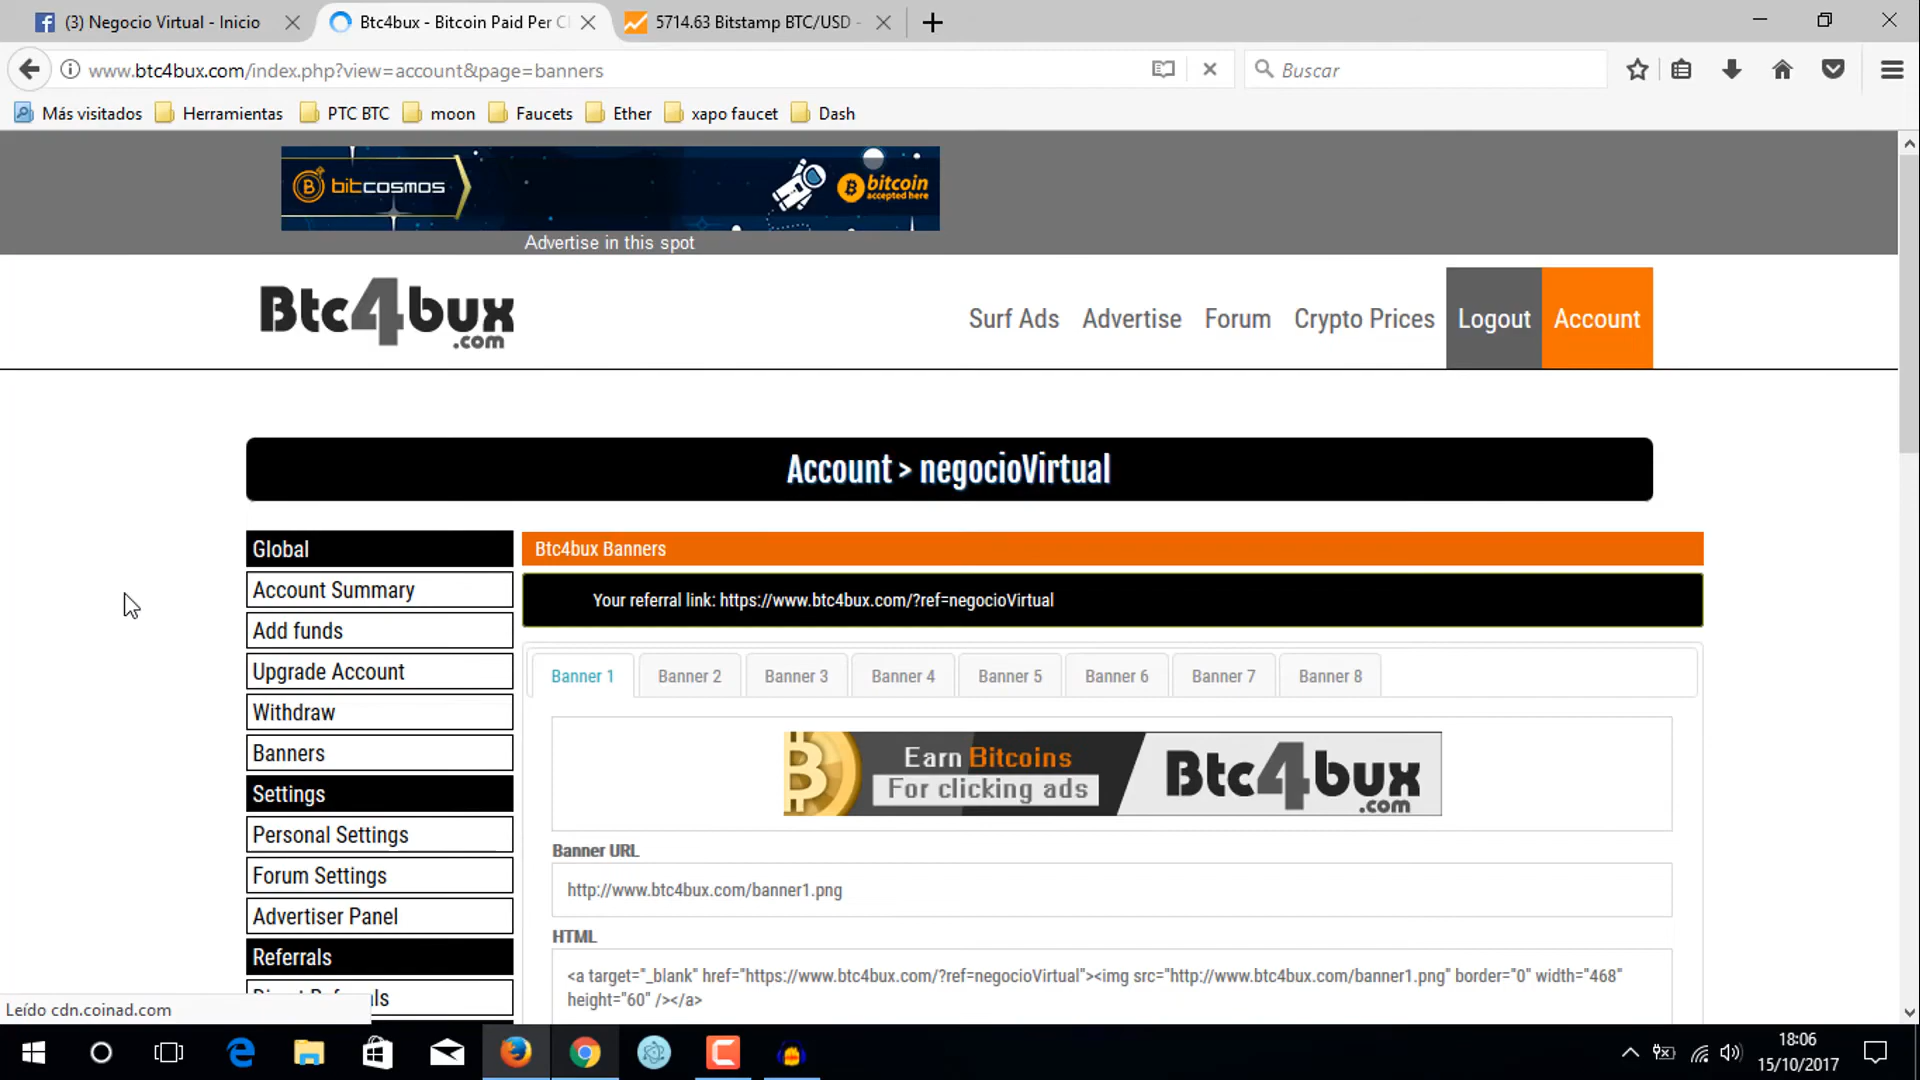 (3) Negocio Virtual - Inicio
Btc4bux - Bitcoin Paid Per C
5714.63 Bitstamp BTC/USD -
www.btc4bux.com/index.php?view=account&page=banners
Buscar
Más visitados
Herramientas
PTC BTC
moon
Faucets
Ether
xapo faucet
Dash
bitcosmos
bitcoin
accepted here
Advertise in this spot
Btc4bux
.com
Surf Ads
Advertise
Forum
Crypto Prices
Logout
Account
Account > negocioVirtual
Global
Account Summary
Add funds
Upgrade Account
Withdraw
Banners
Settings
Personal Settings
Forum Settings
Advertiser Panel
Referrals
Btc4bux Banners
Your referral link: https://www.btc4bux.com/?ref=negocioVirtual
Banner 1
Banner 2
Banner 3
Banner 4
Banner 5
Banner 6
Banner 7
Banner 8
Earn Bitcoins
For clicking ads
Btc4bux
.com
Banner URL
http://www.btc4bux.com/banner1.png
HTML
<a target="_blank" href="https://www.btc4bux.com/?ref=negocioVirtual"><img src="http://www.btc4bux.com/banner1.png" border="0" width="468"
height="60" /></a>
Leído cdn.coinad.com
18:06
15/10/2017